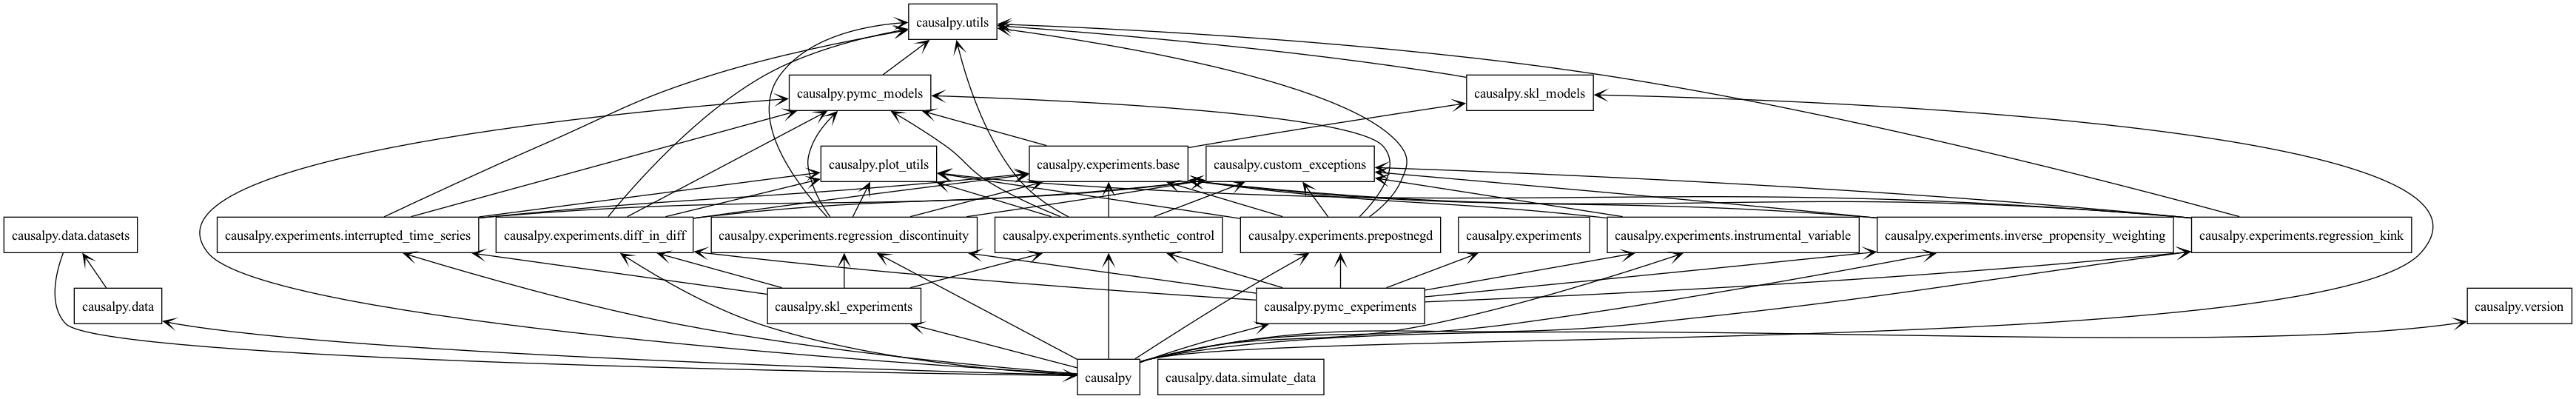 causalpy.utils
causalpy.pymc_models
causalpy.skl_models
causalpy.plot_utils
causalpy.experiments.base
causalpy.custom_exceptions
causalpy.data.datasets
causalpy.experiments.interrupted_time_series
causalpy.experiments.diff_in_diff
causalpy.experiments.regression_discontinuity
causalpy.experiments.synthetic_control
causalpy.experiments.prepostnegd
causalpy.experiments
causalpy.experiments.instrumental_variable
causalpy.experiments.inverse_propensity_weighting
causalpy.experiments.regression_kink
causalpy.data
causalpy.skl_experiments
causalpy.pymc_experiments
causalpy.version
causalpy
causalpy.data.simulate_data